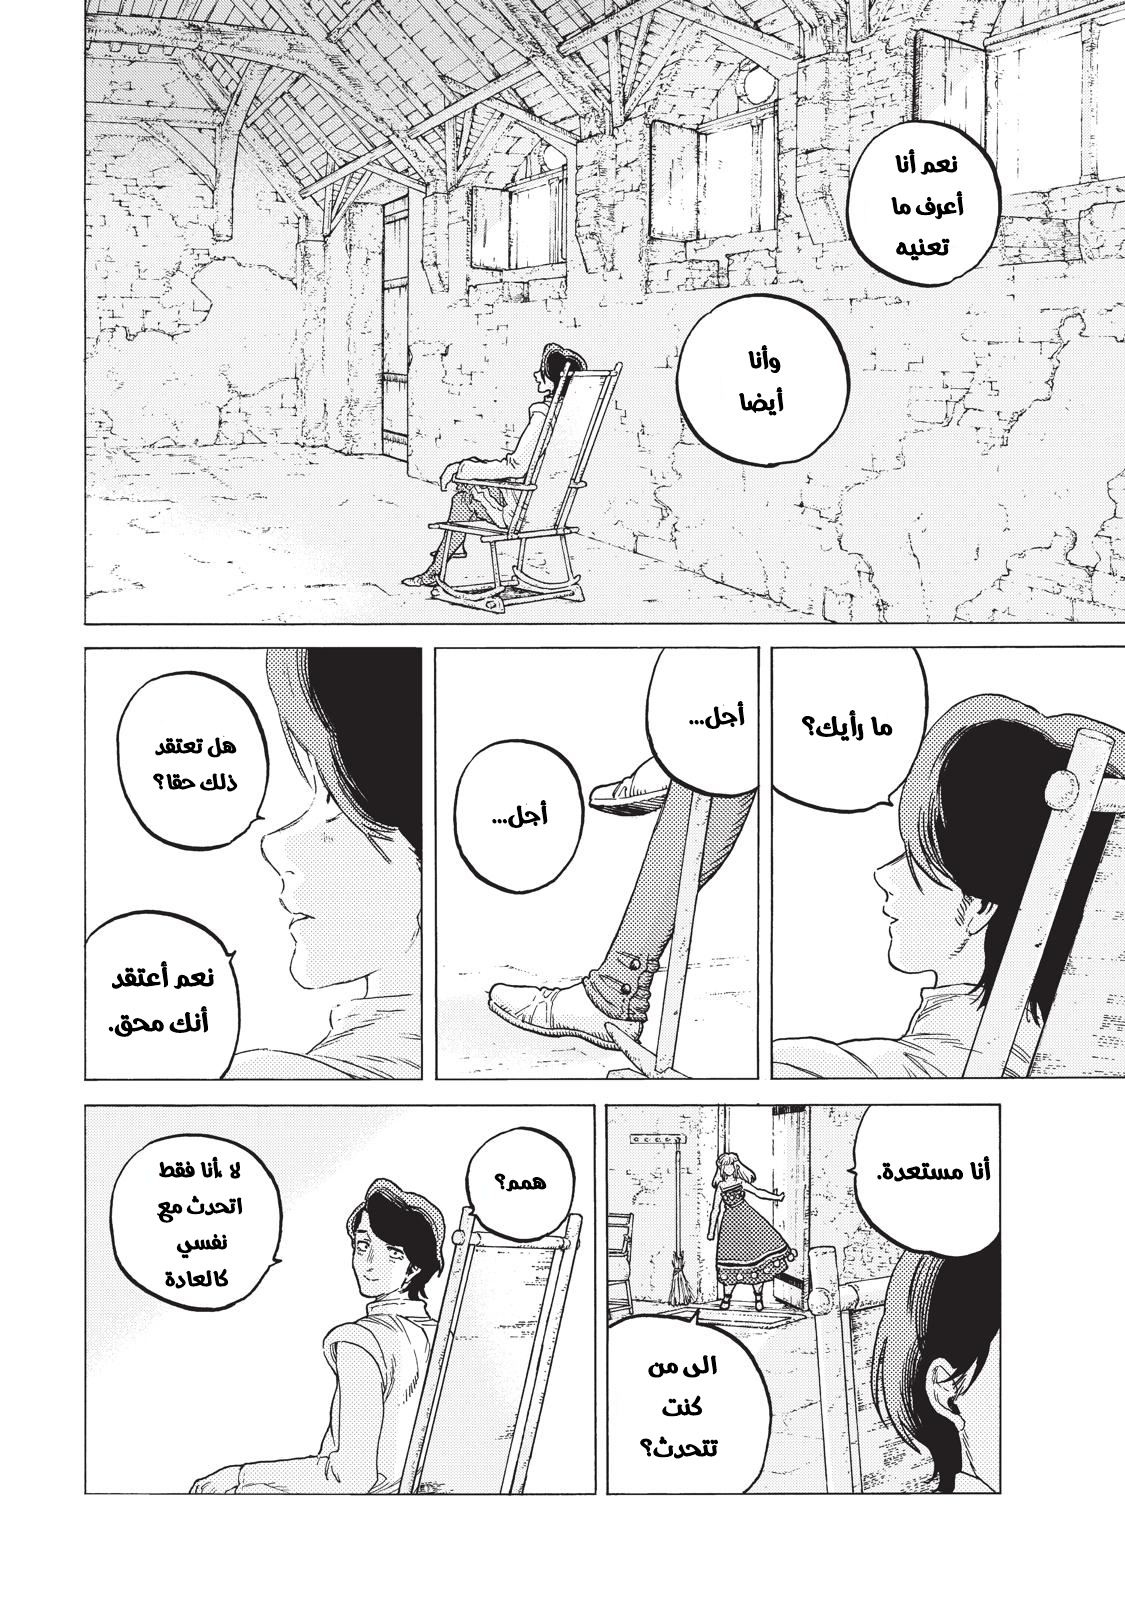 نعم أنا
أعرف ما
تعنيه
وأنا
أيضا
ما رأيك؟
أجل...
أجل...
هل تعتقد
ذلك حقا؟
نعم أعتقد
أنك محق.
أنا مستعدة.
الى من
كنت
تتحدث؟
همم؟
لا ،أنا فقط
اتحدث مع
نفسي
كالعادة